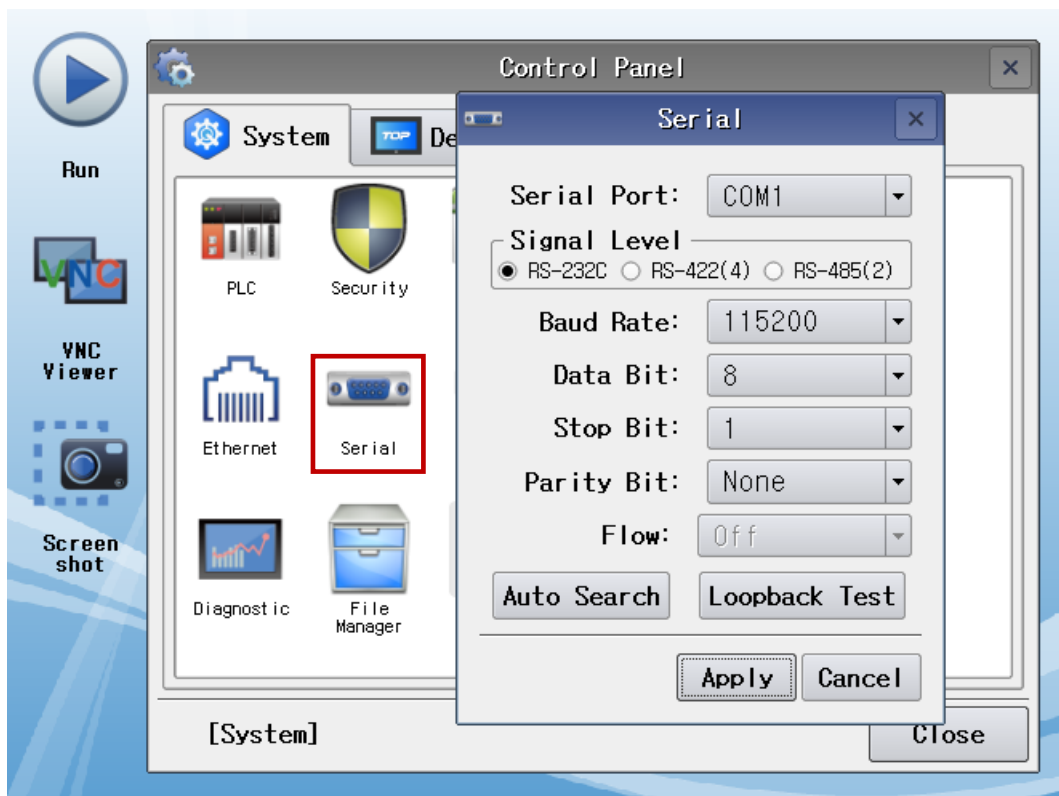 Control Panel
Run
VNC
VNC
Viewer
Screen
shot
System
TOP
De
PLC
Security
Ethernet
Serial
Diagnostic
File
Manager
[System]
Close
Serial
Serial Port: COM1
Signal Level
RS-232C RS-422(4) RS-485(2)
Baud Rate: 115200
Data Bit: 8
Stop Bit: 1
Parity Bit: None
Flow: Off
Auto Search Loopback Test
Apply Cancel